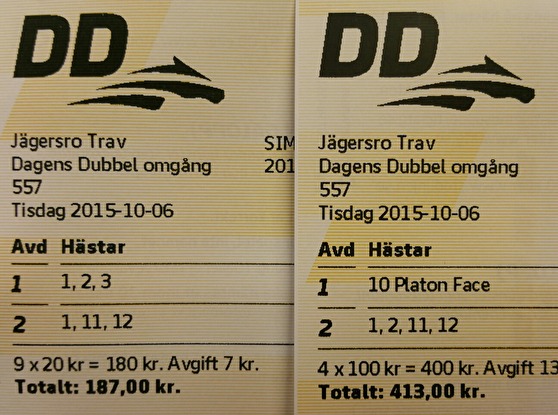 DD
Jägersro Trav
Dagens Dubbel omgång
557
Tisdag 2015-10-06
SIM
201
Avd Hästar
1 1, 2, 3
2 1, 11, 12
9 x 20 kr = 180 kr. Avgift 7 kr.
Totalt: 187,00 kr.
DD
Jägersro Trav
Dagens Dubbel omgång
557
Tisdag 2015-10-06
Avd Hästar
1 10 Platon Face
2 1, 2, 11, 12
4 x 100 kr = 400 kr. Avgift 13
Totalt: 413,00 kr.